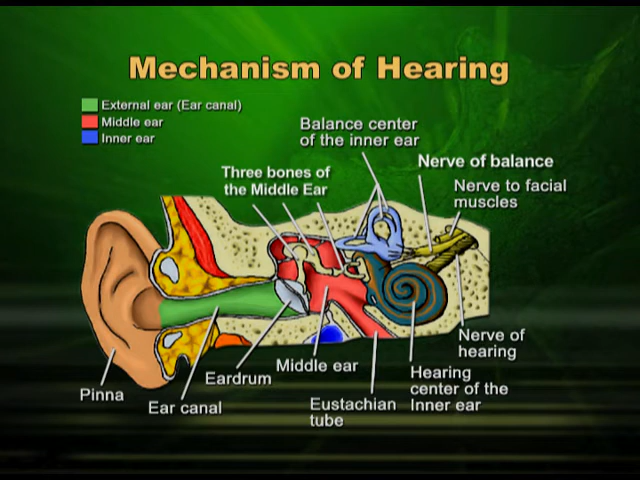 Mechanism of Hearing
External ear (Ear canal)
Middle ear
Inner ear
Balance center
of the inner ear
Three bones of
the Middle Ear
Nerve of balance
Nerve to facial
muscles
Nerve of
hearing
Hearing
center of the
Inner ear
Middle ear
Eustachian
tube
Eardrum
Ear canal
Pinna